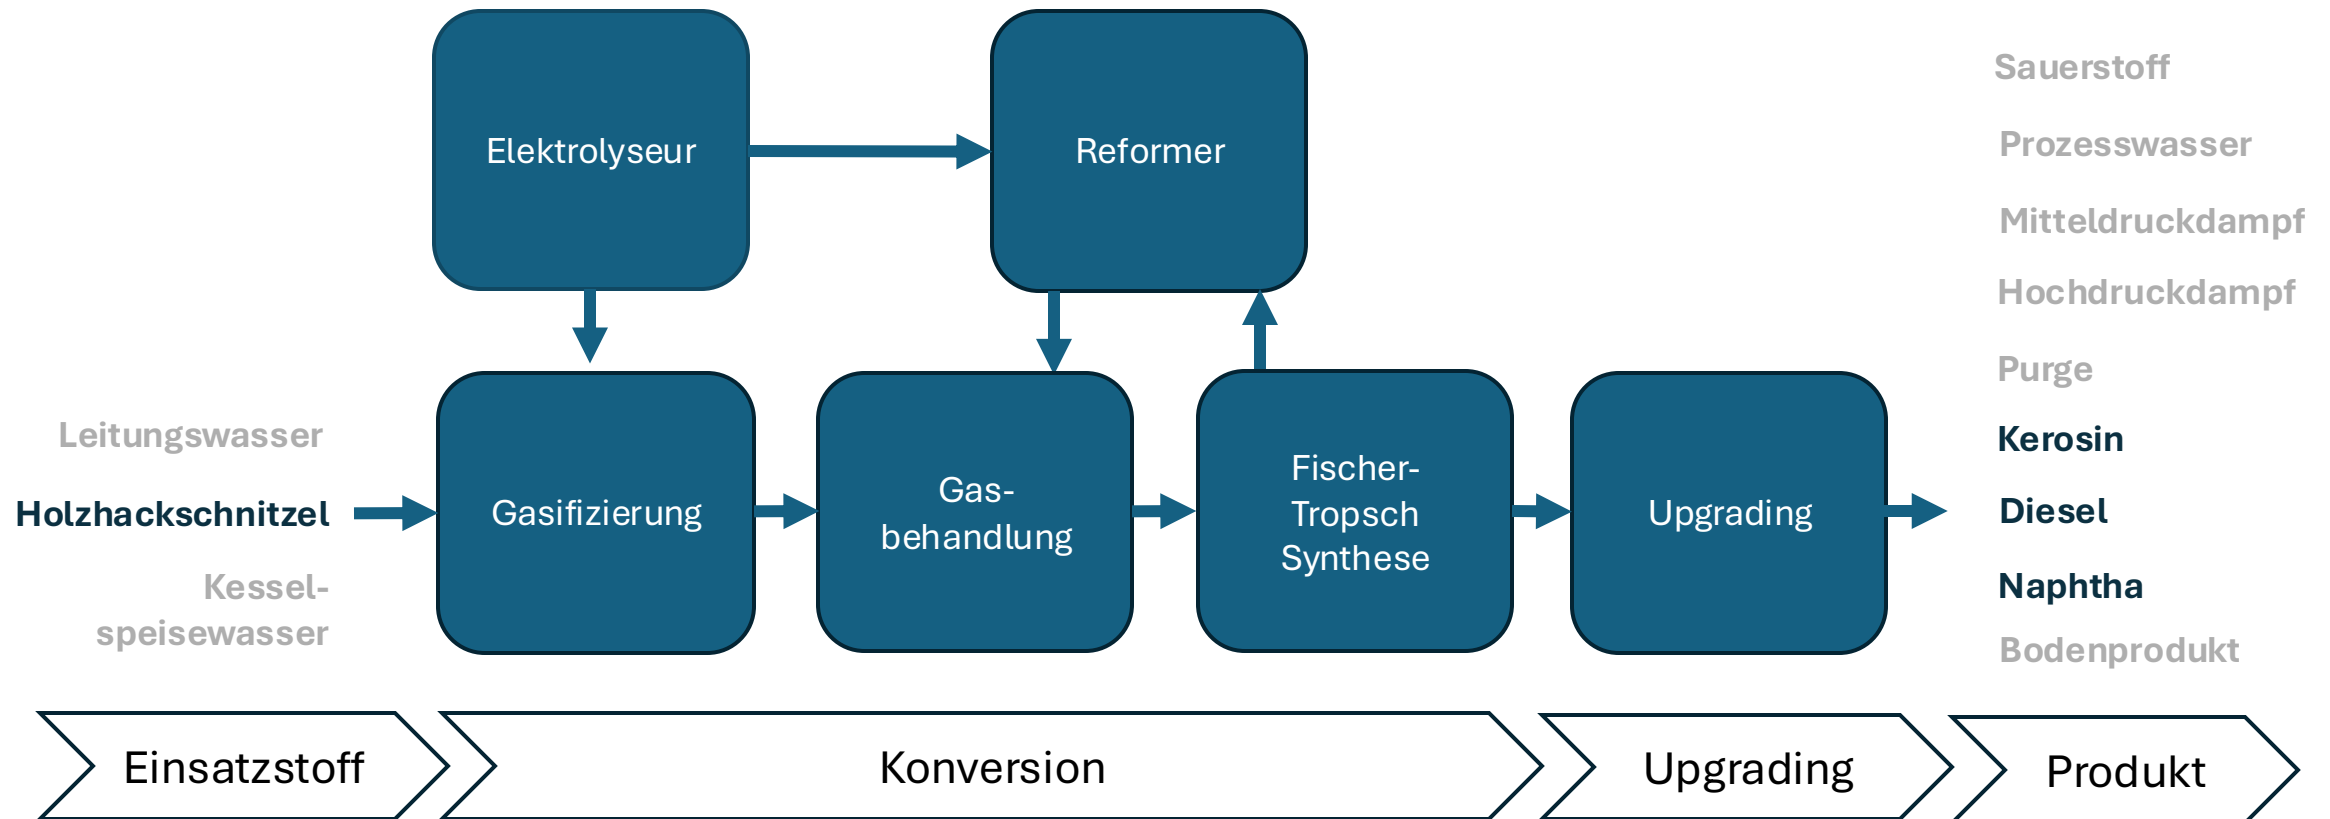 Elektrolyseur
Reformer
Sauerstoff
Prozesswasser
Mitteldruckdampf
Hochdruckdampf
Purge
Kerosin
Diesel
Naphtha
Bodenprodukt
Leitungswasser
Holzhackschnitzel
Kessel-
speisewasser
Gasifizierung
Gas-
behandlung
Fischer-
Tropsch
Synthese
Upgrading
Einsatzstoff
Konversion
Upgrading
Produkt